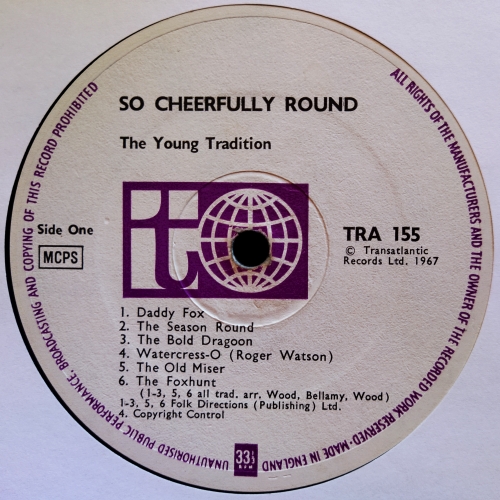 SO CHEERFULLY ROUND
The Young Tradition
Side One
MCPS
it
TRA 155
© Transatlantic
Records Ltd. 1967
1. Daddy Fox
2. The Season Round
3. The Bold Dragoon
4. Watercress-O (Roger Watson)
5. The Old Miser
6. The Foxhunt
(1-3, 5, 6 all trad. arr, Wood, Bellamy, Wood)
1-3, 5, 6 Folk Directions (Publishing) Ltd.
4. Copyright Control
33⅓
RPM
ALL RIGHTS OF THE MANUFACTURERS AND THE OWNER OF THE RECORDED WORK RESERVED·MADE IN ENGLAND
UNAUTHORISED PUBLIC PERFORMANCE, BROADCASTING AND COPYING OF THIS RECORD PROHIBITED